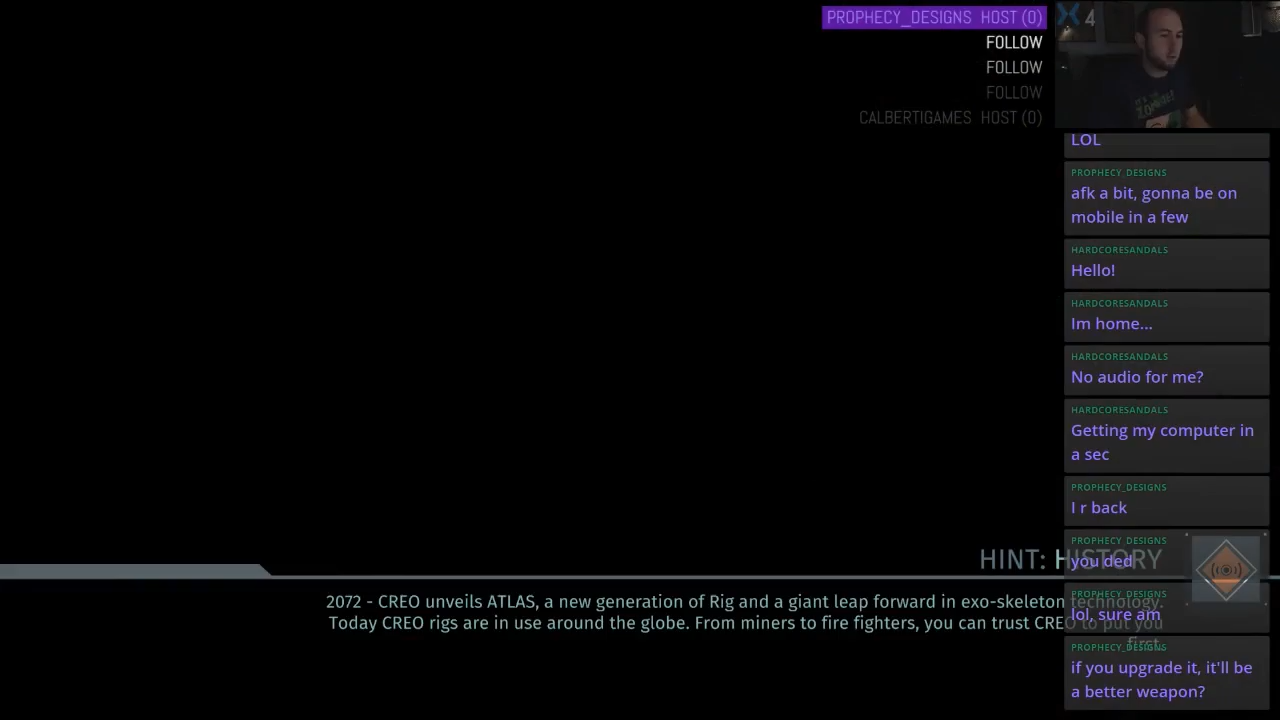 PROPHECY_DESIGNS HOST (0)
4
FOLLOW
FOLLOW
FOLLOW
CALBERTIGAMES HOST (0)
LOL
PROPHECY_DESIGNS
afk a bit, gonna be on
mobile in a few
HARDCORESANDALS
Hello!
HARDCORESANDALS
Im home...
HARDCORESANDALS
No audio for me?
HARDCORESANDALS
Getting my computer in
a sec
PROPHECY_DESIGNS
I r back
PROPHECY_DESIGNS
you ded
PROPHECY_DESIGNS
lol, sure am
PROPHECY_DESIGNS
if you upgrade it, it'll be
a better weapon?
HINT: HISTORY
2072 - CREO unveils ATLAS, a new generation of Rig and a giant leap forward in exo-skeleton technology.
Today CREO rigs are in use around the globe. From miners to fire fighters, you can trust CREO to put you
first.